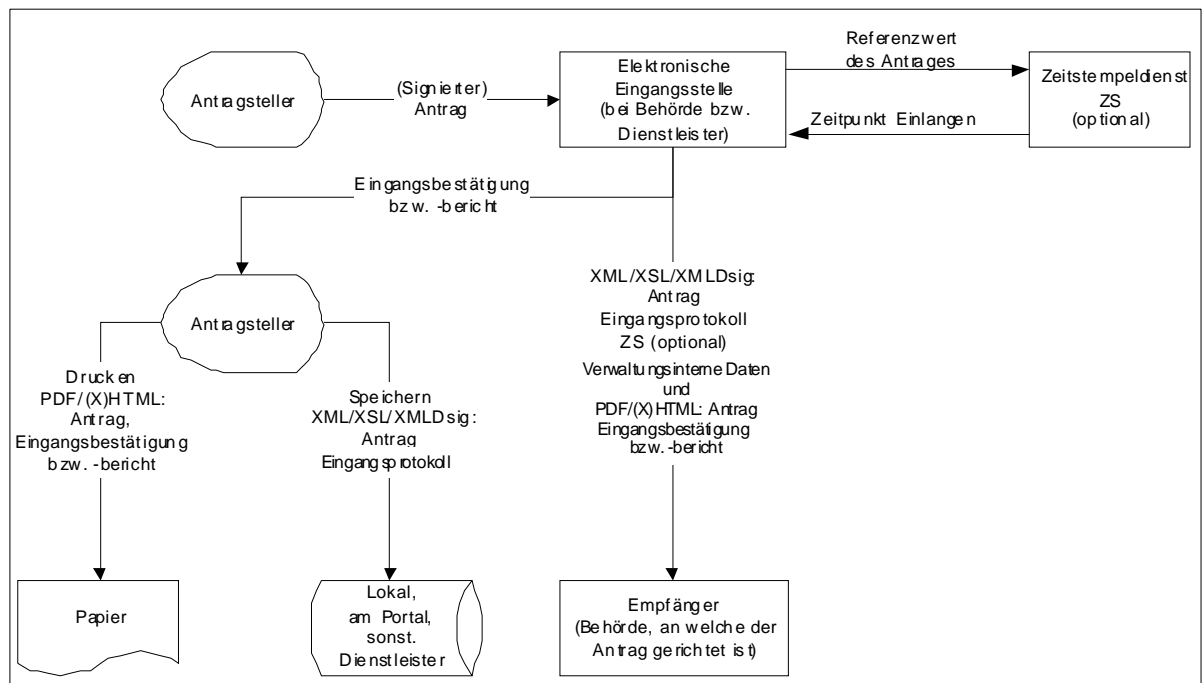 Antragsteller
(Signierter)
Antrag
Elektronische
Eingangsstelle
(bei Behörde bzw.
Dienstleister)
Referenzwert
des Antrages
Zeitpunkt Einlangen
Zeitstempeldienst
ZS
(optional)
Eingangsbestätigung
bzw. -bericht
Antragsteller
XML/XSL/XMLDsig:
Antrag
Eingangsprotokoll
ZS (optional)
Verwaltungsinterne Daten
und
PDF/(X)HTML: Antrag
Eingangsbestätigung
bzw.-bericht
Drucken
PDF/(X)HTML:
Antrag,
Eingangsbestätigung
bzw. -bericht
Speichern
XML/XSL/XMLDsig:
Antrag
Eingangsprotokoll
Papier
Lokal,
am Portal,
sonst.
Dienstleister
Empfänger
(Behörde, an welche der
Antrag gerichtet ist)